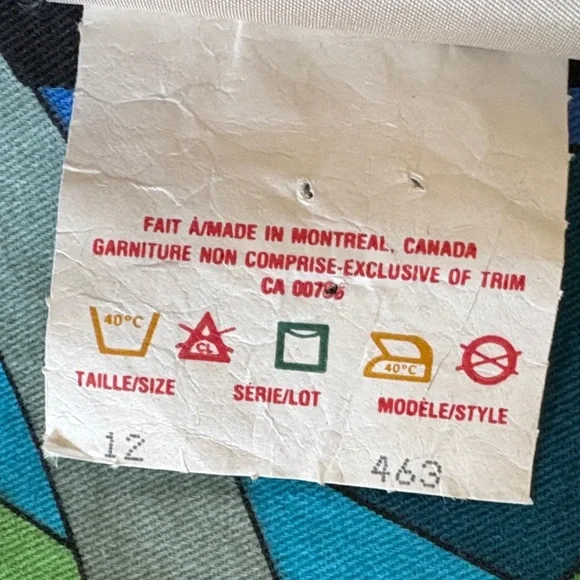 FAIT À/MADE IN MONTREAL, CANADA
GARNITURE NON COMPRISE-EXCLUSIVE OF TRIM
CA
40°C CL 40°C
TAILLE/SIZE SÉRIE/LOT MODÈLE/STYLE
12 463